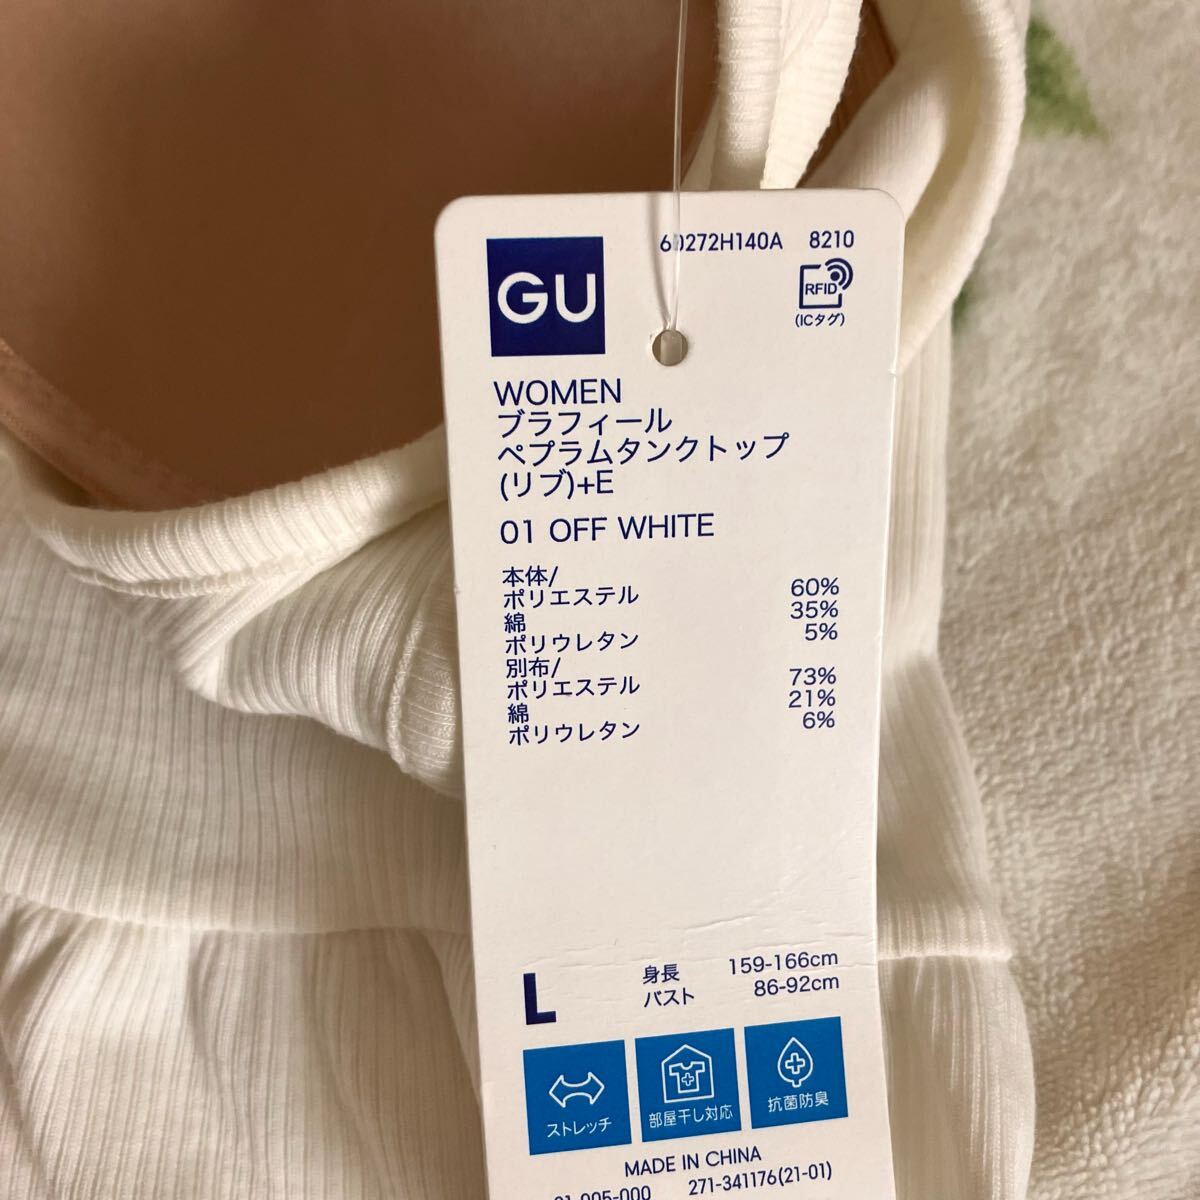 GU
60272H140A 8210
RFID
(ICタグ)
WOMEN
ブラフィール
ペプラムタンクトップ
(リブ)+E
01 OFF WHITE
本体/
ポリエステル 60%
綿 35%
ポリウレタン 5%
別布/
ポリエステル 73%
綿 21%
ポリウレタン 6%
L
身長 159-166cm
バスト 86-92cm
ストレッチ
部屋干し対応
抗菌防臭
MADE IN CHINA
01-005-000 271-341176(21-01)